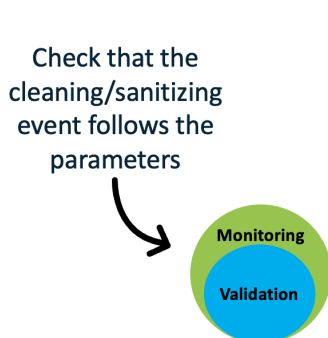 Check that the
cleaning/sanitizing
event follows the
parameters
Monitoring
Validation